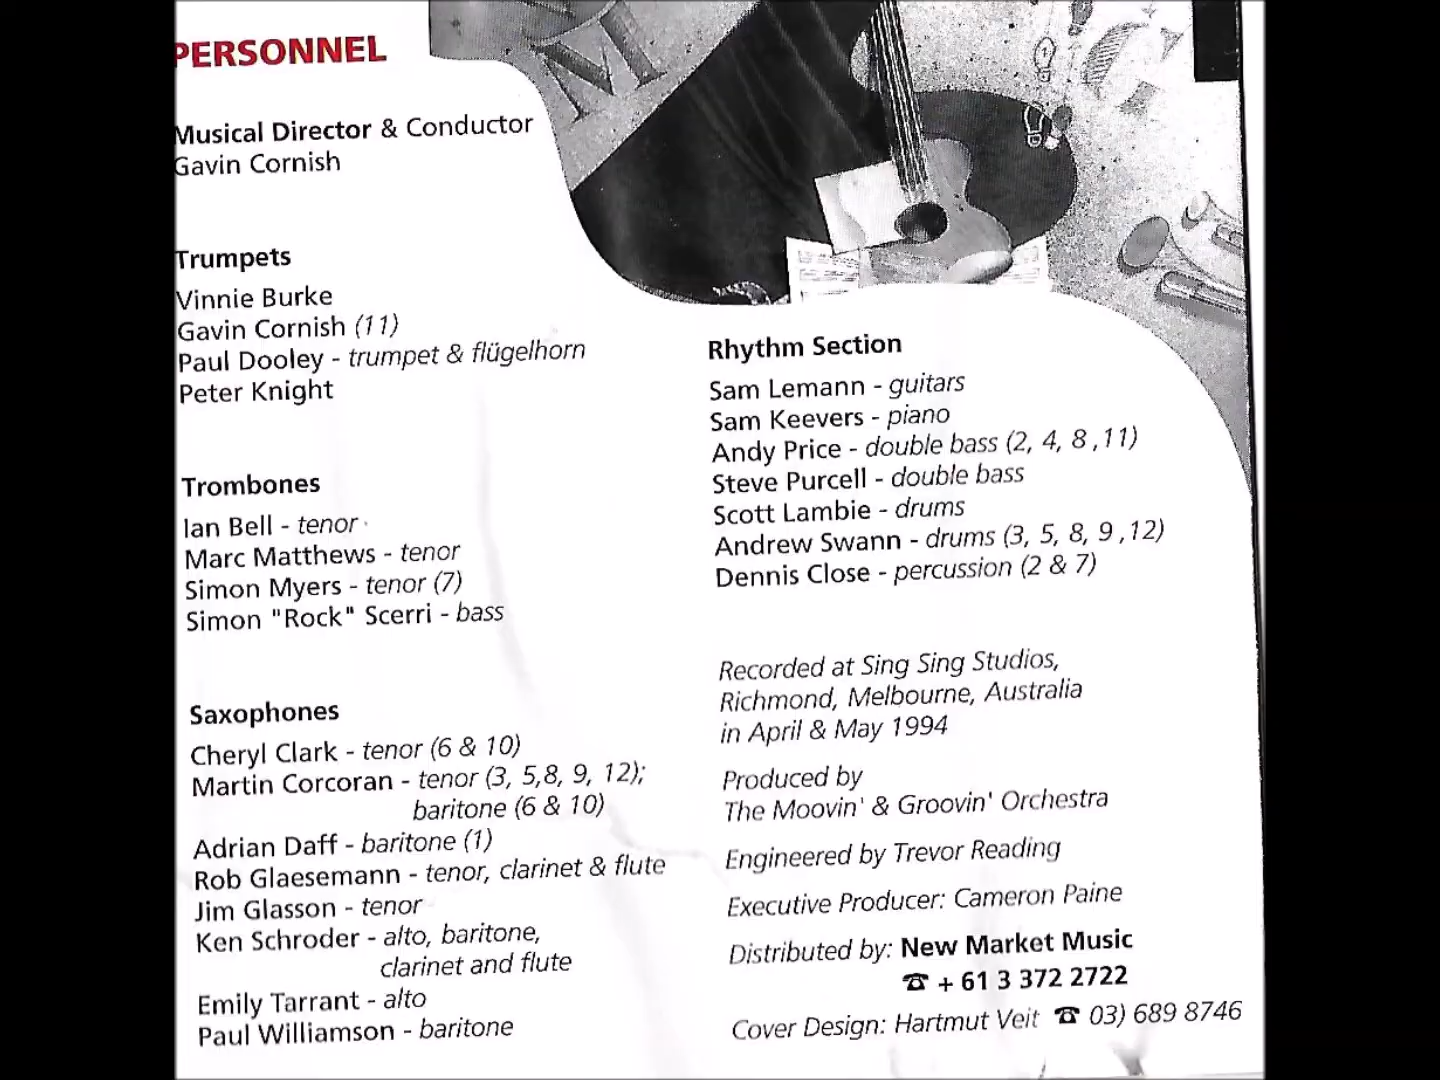 PERSONNEL
Musical Director & Conductor
Gavin Cornish
Trumpets
Vinnie Burke
Gavin Cornish (11)
Paul Dooley - trumpet & flügelhorn
Peter Knight
Trombones
Ian Bell - tenor
Marc Matthews - tenor
Simon Myers - tenor (7)
Simon "Rock" Scerri - bass
Saxophones
Cheryl Clark - tenor (6 & 10)
Martin Corcoran - tenor (3, 5,8, 9, 12);
baritone (6 & 10)
Adrian Daff - baritone (1)
Rob Glaesemann - tenor, clarinet & flute
Jim Glasson - tenor
Ken Schroder - alto, baritone,
clarinet and flute
Emily Tarrant - alto
Paul Williamson - baritone
Rhythm Section
Sam Lemann - guitars
Sam Keevers - piano
Andy Price - double bass (2, 4, 8 ,11)
Steve Purcell - double bass
Scott Lambie - drums
Andrew Swann - drums (3, 5, 8, 9 ,12)
Dennis Close - percussion (2 & 7)
Recorded at Sing Sing Studios,
Richmond, Melbourne, Australia
in April & May 1994
Produced by
The Moovin' & Groovin' Orchestra
Engineered by Trevor Reading
Executive Producer: Cameron Paine
Distributed by: New Market Music
☎ + 61 3 372 2722
Cover Design: Hartmut Veit ☎ 03) 689 8746